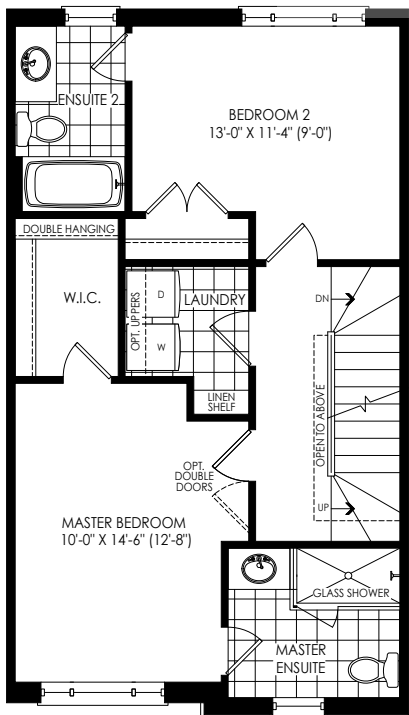 ENSUITE 2
BEDROOM 2
13'-0" X 11'-4" (9'-0")
DOUBLE HANGING
W.I.C.
OPT. UPPERS
D
W
LAUNDRY
LINEN
SHELF
DN
OPEN TO ABOVE
UP
OPT.
DOUBLE
DOORS
MASTER BEDROOM
10'-0" X 14'-6" (12'-8")
GLASS SHOWER
MASTER
ENSUITE